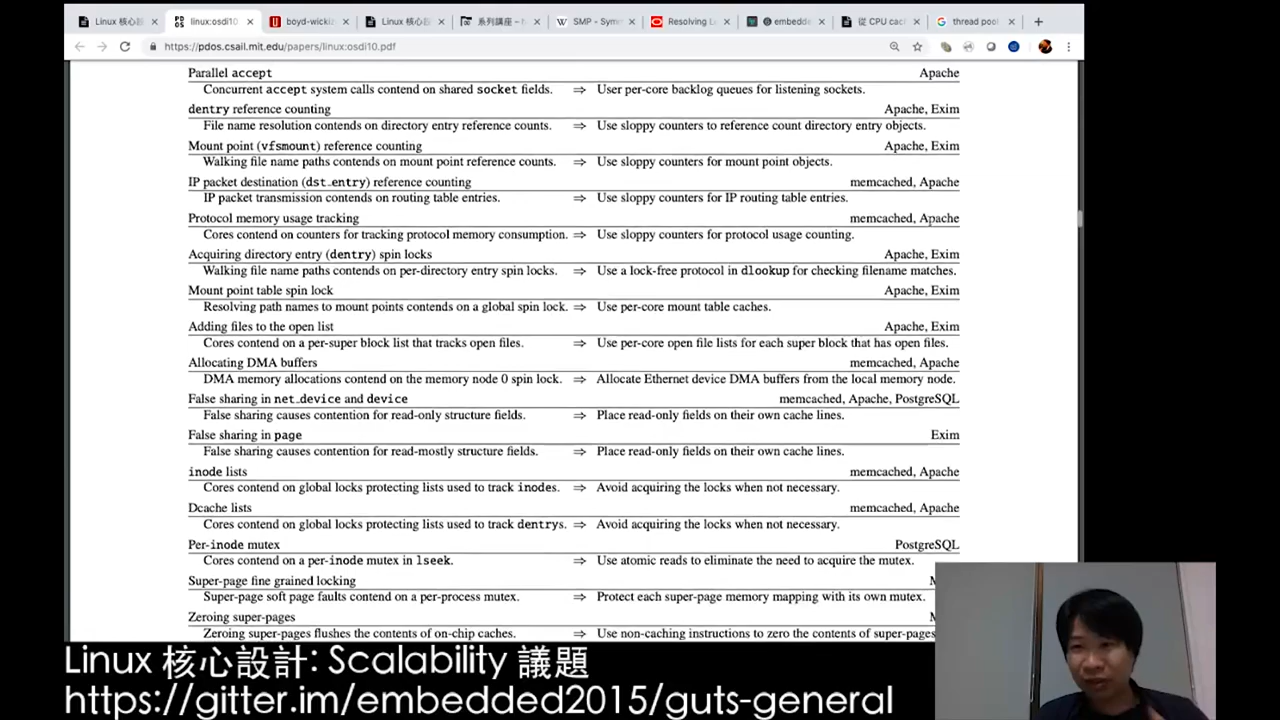 Linux 核心設
linux:osdi10
boyd-wickiz
Linux 核心設
系列講座 –
SMP - Sym
Resolving L
embedde
從 CPU cac
thread pool
https://pdos.csail.mit.edu/papers/linux:osdi10.pdf
Parallel accept Apache
Concurrent accept system calls contend on shared socket fields. ⇒ User per-core backlog queues for listening sockets.
dentry reference counting Apache, Exim
File name resolution contends on directory entry reference counts. ⇒ Use sloppy counters to reference count directory entry objects.
Mount point (vfsmount) reference counting Apache, Exim
Walking file name paths contends on mount point reference counts. ⇒ Use sloppy counters for mount point objects.
IP packet destination (dst_entry) reference counting memcached, Apache
IP packet transmission contends on routing table entries. ⇒ Use sloppy counters for IP routing table entries.
Protocol memory usage tracking memcached, Apache
Cores contend on counters for tracking protocol memory consumption. ⇒ Use sloppy counters for protocol usage counting.
Acquiring directory entry (dentry) spin locks Apache, Exim
Walking file name paths contends on per-directory entry spin locks. ⇒ Use a lock-free protocol in dlookup for checking filename matches.
Mount point table spin lock Apache, Exim
Resolving path names to mount points contends on a global spin lock. ⇒ Use per-core mount table caches.
Adding files to the open list Apache, Exim
Cores contend on a per-super block list that tracks open files. ⇒ Use per-core open file lists for each super block that has open files.
Allocating DMA buffers memcached, Apache
DMA memory allocations contend on the memory node 0 spin lock. ⇒ Allocate Ethernet device DMA buffers from the local memory node.
False sharing in net_device and device memcached, Apache, PostgreSQL
False sharing causes contention for read-only structure fields. ⇒ Place read-only fields on their own cache lines.
False sharing in page Exim
False sharing causes contention for read-mostly structure fields. ⇒ Place read-only fields on their own cache lines.
inode lists memcached, Apache
Cores contend on global locks protecting lists used to track inodes. ⇒ Avoid acquiring the locks when not necessary.
Dcache lists memcached, Apache
Cores contend on global locks protecting lists used to track dentrys. ⇒ Avoid acquiring the locks when not necessary.
Per-inode mutex PostgreSQL
Cores contend on a per-inode mutex in lseek. ⇒ Use atomic reads to eliminate the need to acquire the mutex.
Super-page fine grained locking
Super-page soft page faults contend on a per-process mutex. ⇒ Protect each super-page memory mapping with its own mutex.
Zeroing super-pages
Zeroing super-pages flushes the contents of on-chip caches. ⇒ Use non-caching instructions to zero the contents of super-pages
Linux 核心設計: Scalability 議題
https://gitter.im/embedded2015/guts-general